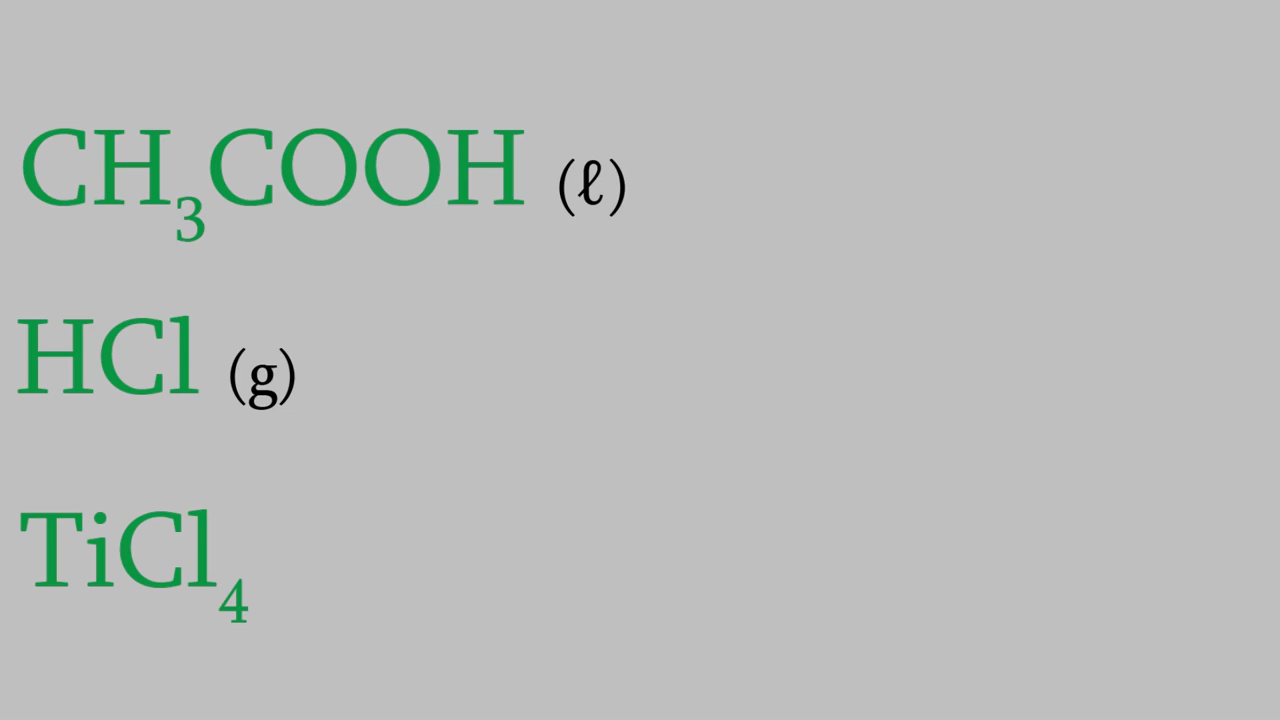 CH₃COOH (ℓ)
HCl (g)
TiCl₄